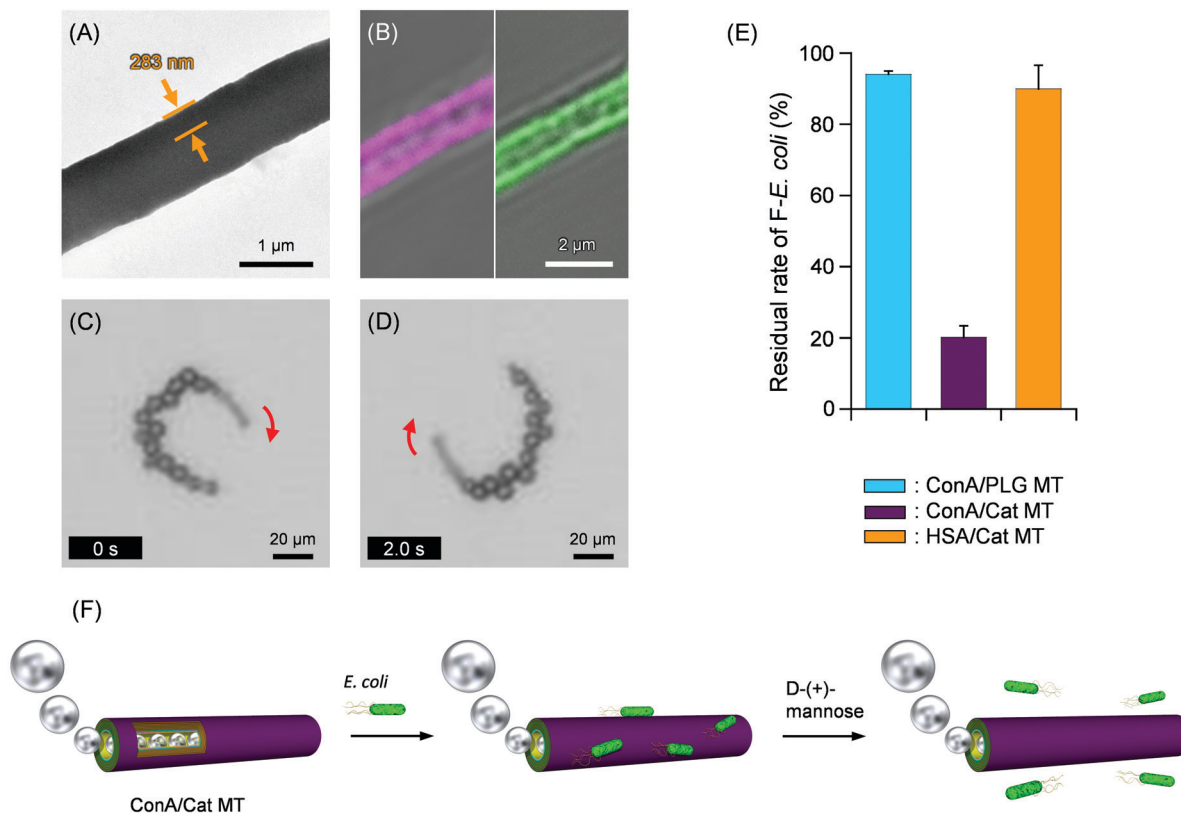 (A)
283 nm
1 µm
(B)
2 µm
(C)
0 s
20 µm
(D)
2.0 s
20 µm
(E)
Residual rate of F-E. coli (%)
100
80
60
40
20
0
: ConA/PLG MT
: ConA/Cat MT
: HSA/Cat MT
(F)
ConA/Cat MT
E. coli
D-(+)-
mannose